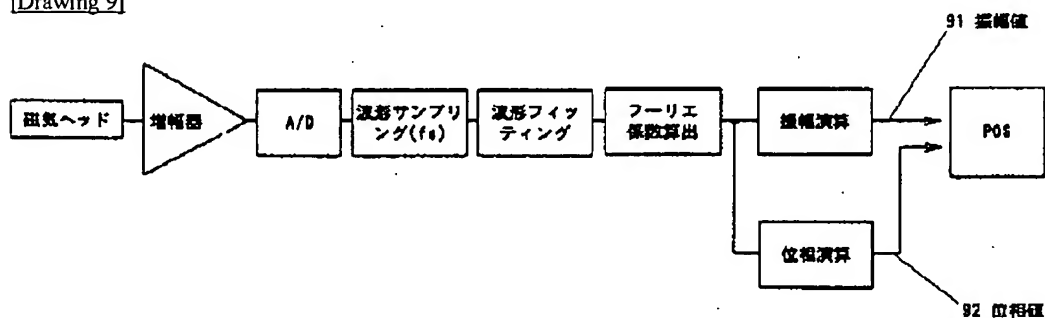 [Drawing 9]
91 振幅値
磁気ヘッド
増幅器
A/D
波形サンプリ
ング(fs)
波形フィッ
ティング
フーリエ
係数算出
振幅演算
POS
位相演算
92 位相値